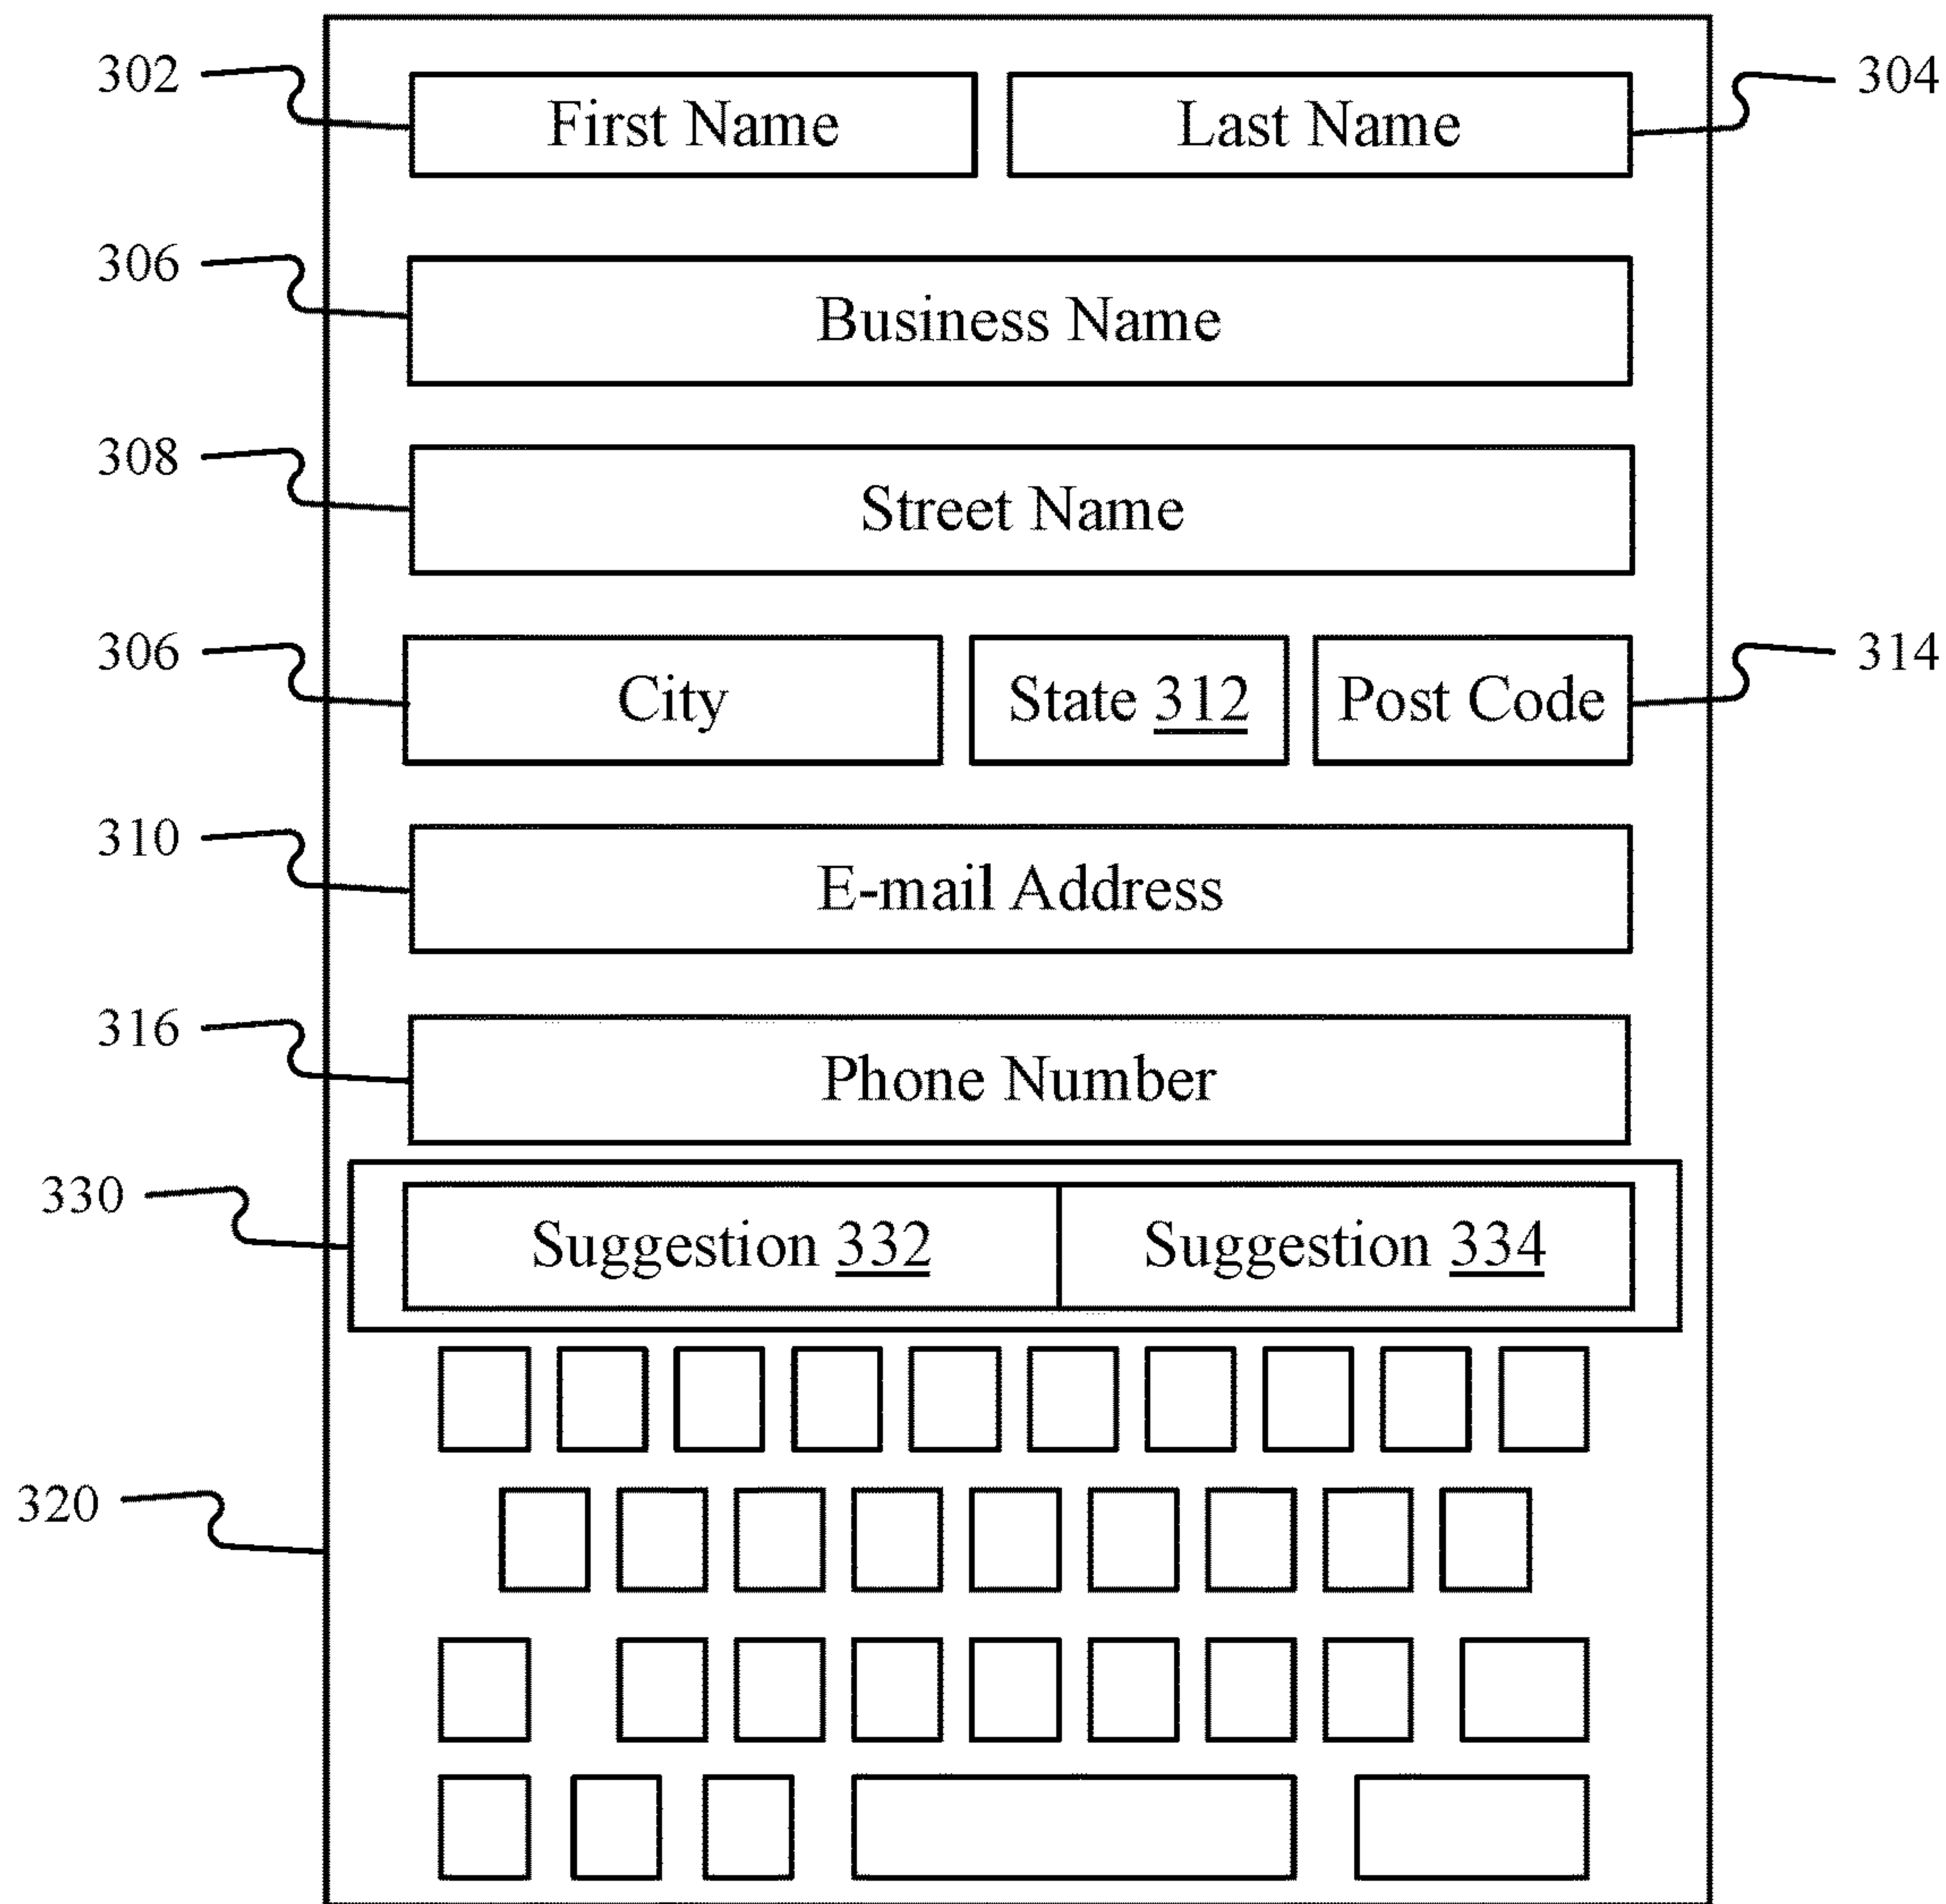 302 First Name Last Name 304
306 Business Name
308 Street Name
306 City State 312 Post Code 314
310 E-mail Address
316 Phone Number
330 Suggestion 332 Suggestion 334
320